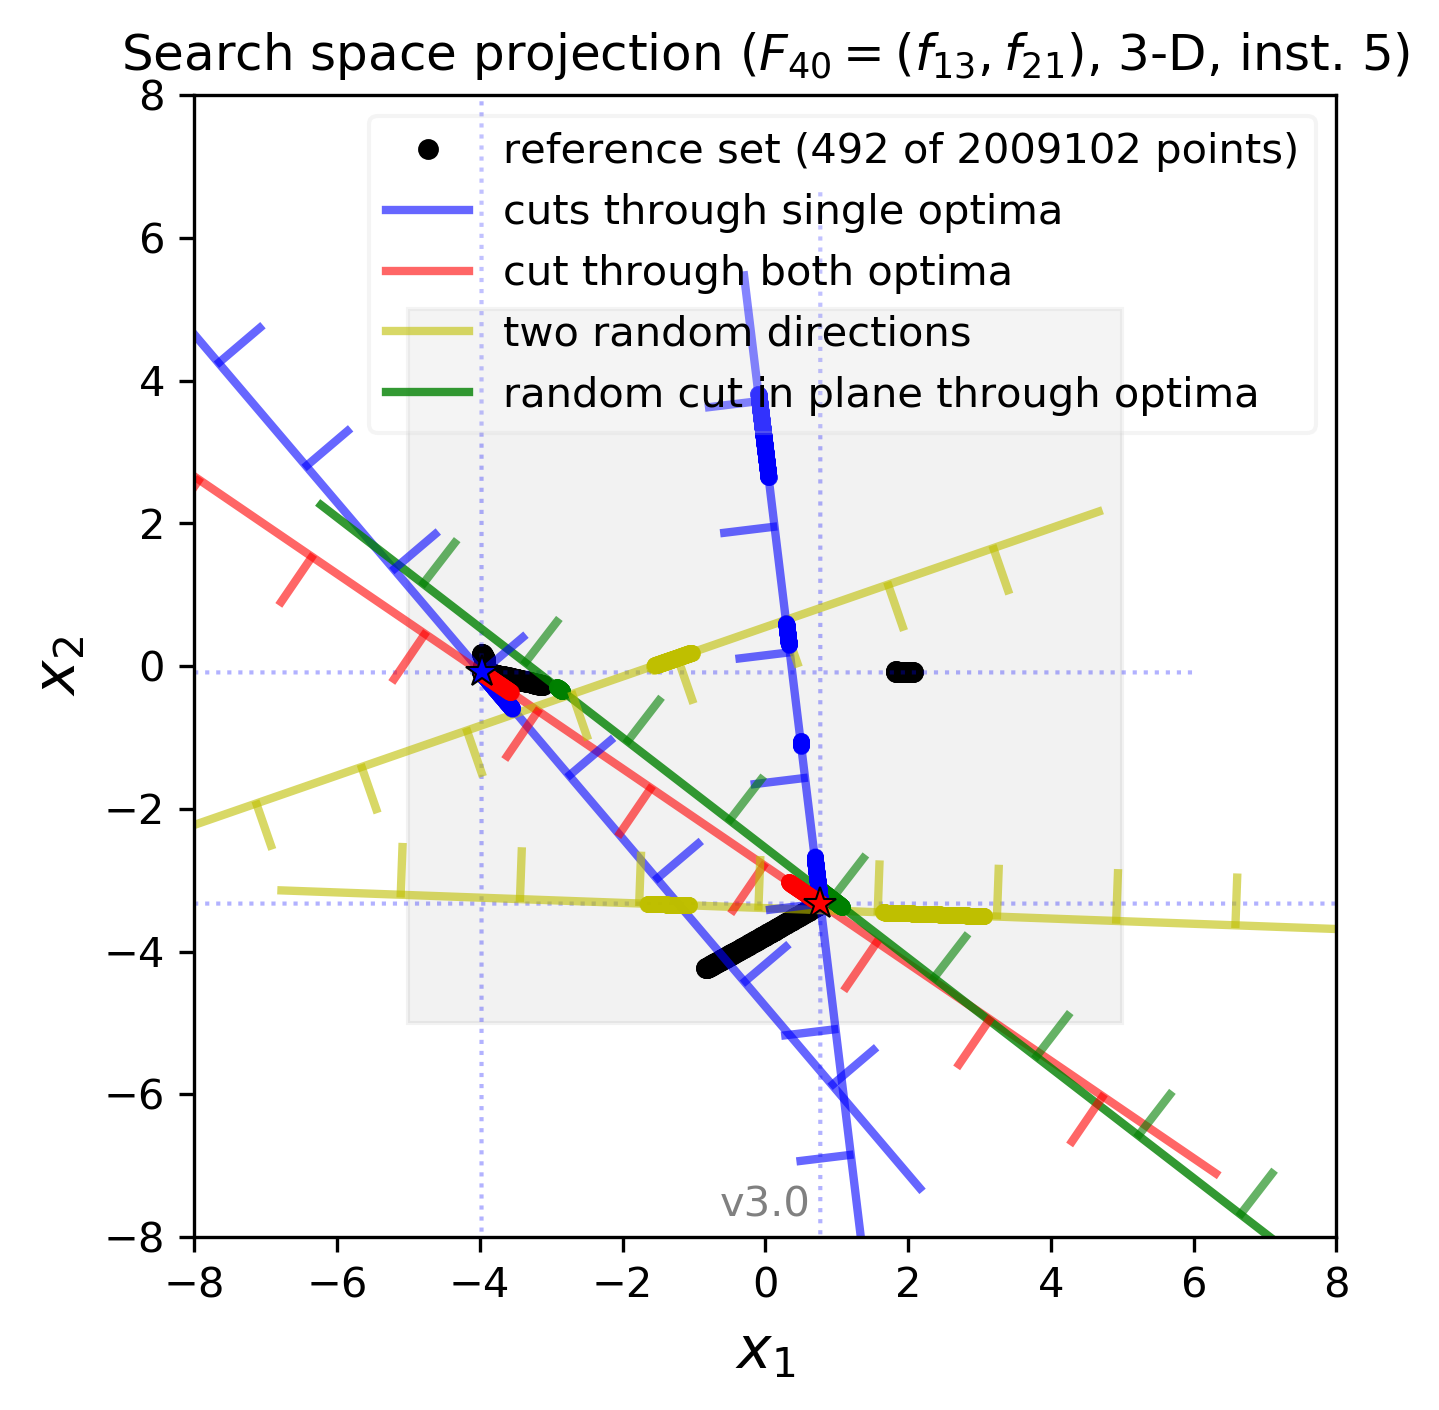 Search space projection (F40 = (f13, f21), 3-D, inst. 5)
reference set (492 of 2009102 points)
cuts through single optima
cut through both optima
two random directions
random cut in plane through optima
8
6
4
2
0
−2
−4
−6
−8
x2
v3.0
−8 −6 −4 −2 0 2 4 6 8
x1